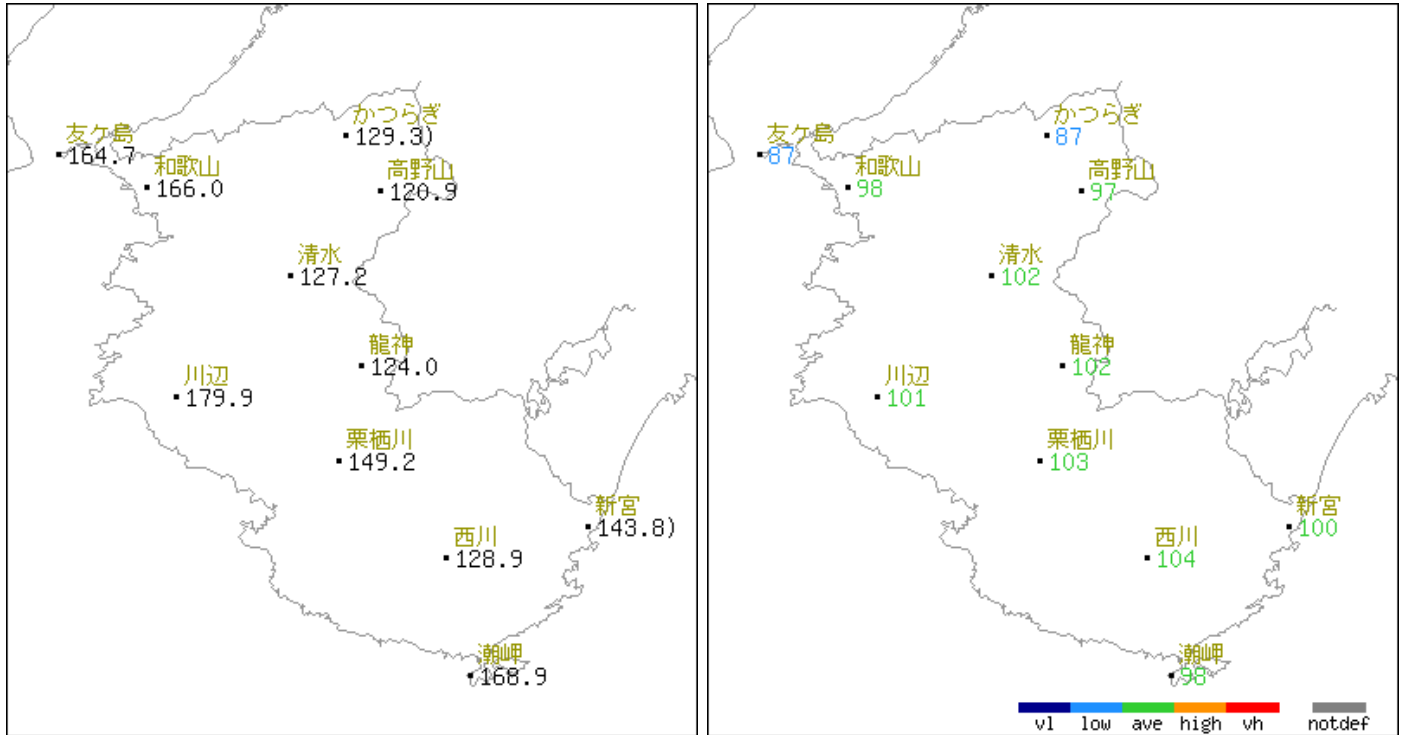 かつらぎ
129.3)
友ケ島
164.7
和歌山
166.0
高野山
120.9
清水
127.2
龍神
124.0
川辺
179.9
栗栖川
149.2
新宮
143.8)
西川
128.9
潮岬
168.9
かつらぎ
87
友ケ島
87
和歌山
98
高野山
97
清水
102
龍神
102
川辺
101
栗栖川
103
新宮
100
西川
104
潮岬
98
vl low ave high vh notdef